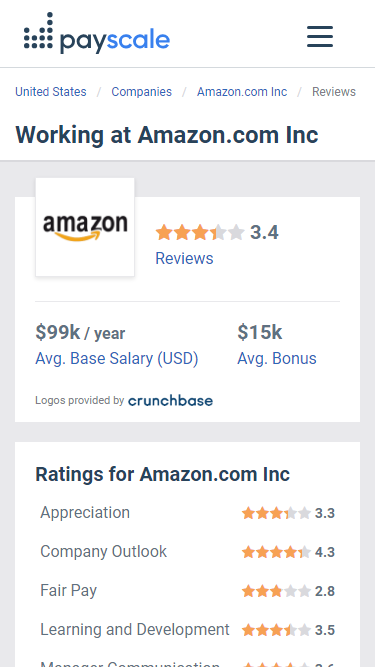 payscale
United States / Companies / Amazon.com Inc / Reviews
Working at Amazon.com Inc
amazon
3.4
Reviews
$99k / year
Avg. Base Salary (USD)
$15k
Avg. Bonus
Logos provided by crunchbase
Ratings for Amazon.com Inc
Appreciation 3.3
Company Outlook 4.3
Fair Pay 2.8
Learning and Development 3.5
Manager Communication